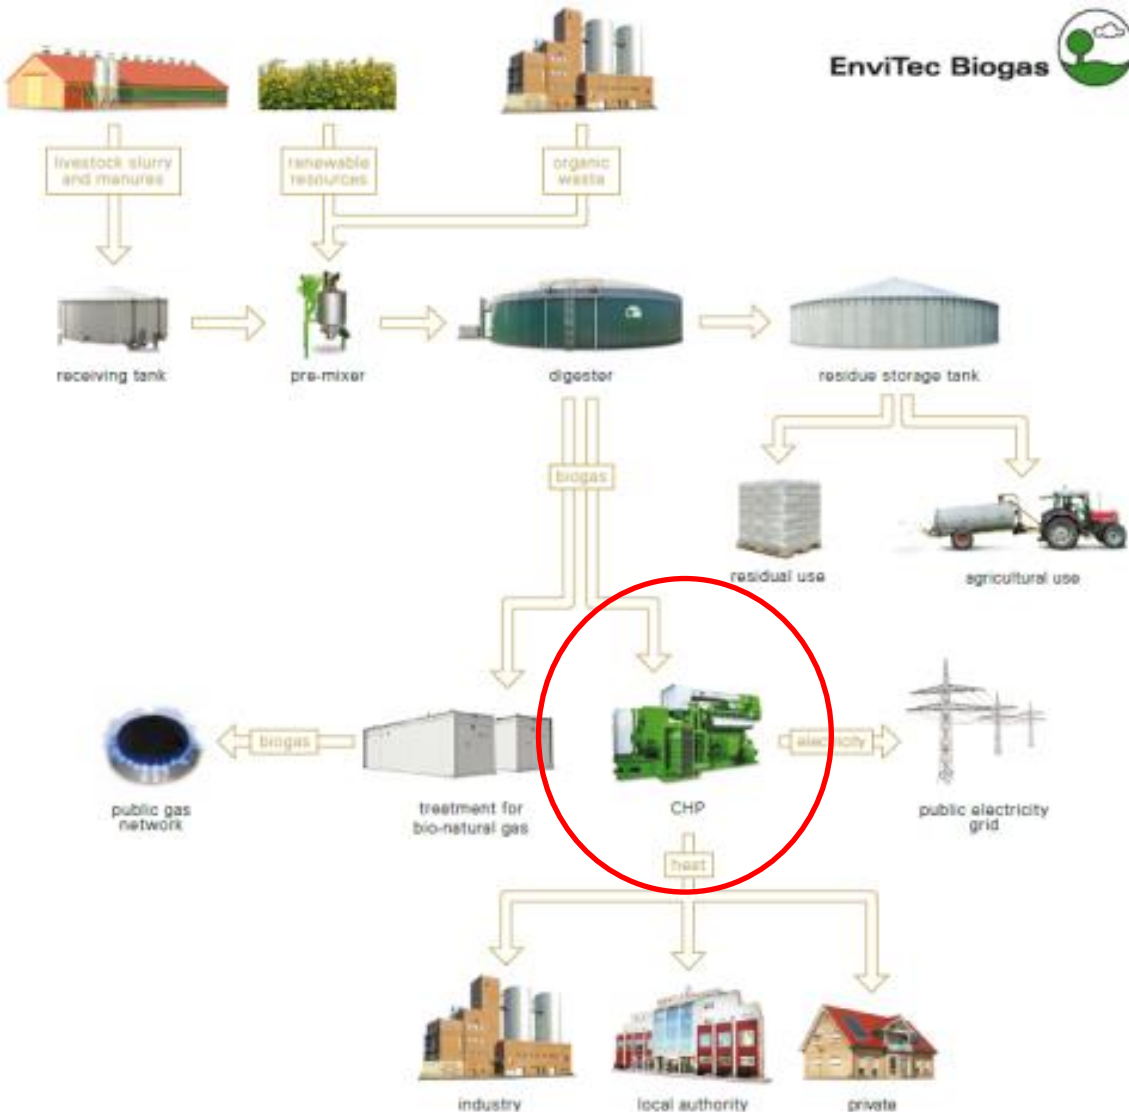 EnviTec Biogas
livestock slurry
and manures
renewable
resources
organic
waste
receiving tank
pre-mixer
digester
residue storage tank
biogas
residual use
agricultural use
biogas
electricity
public gas
network
treatment for
bio-natural gas
CHP
public electricity
grid
heat
industry
local authority
private